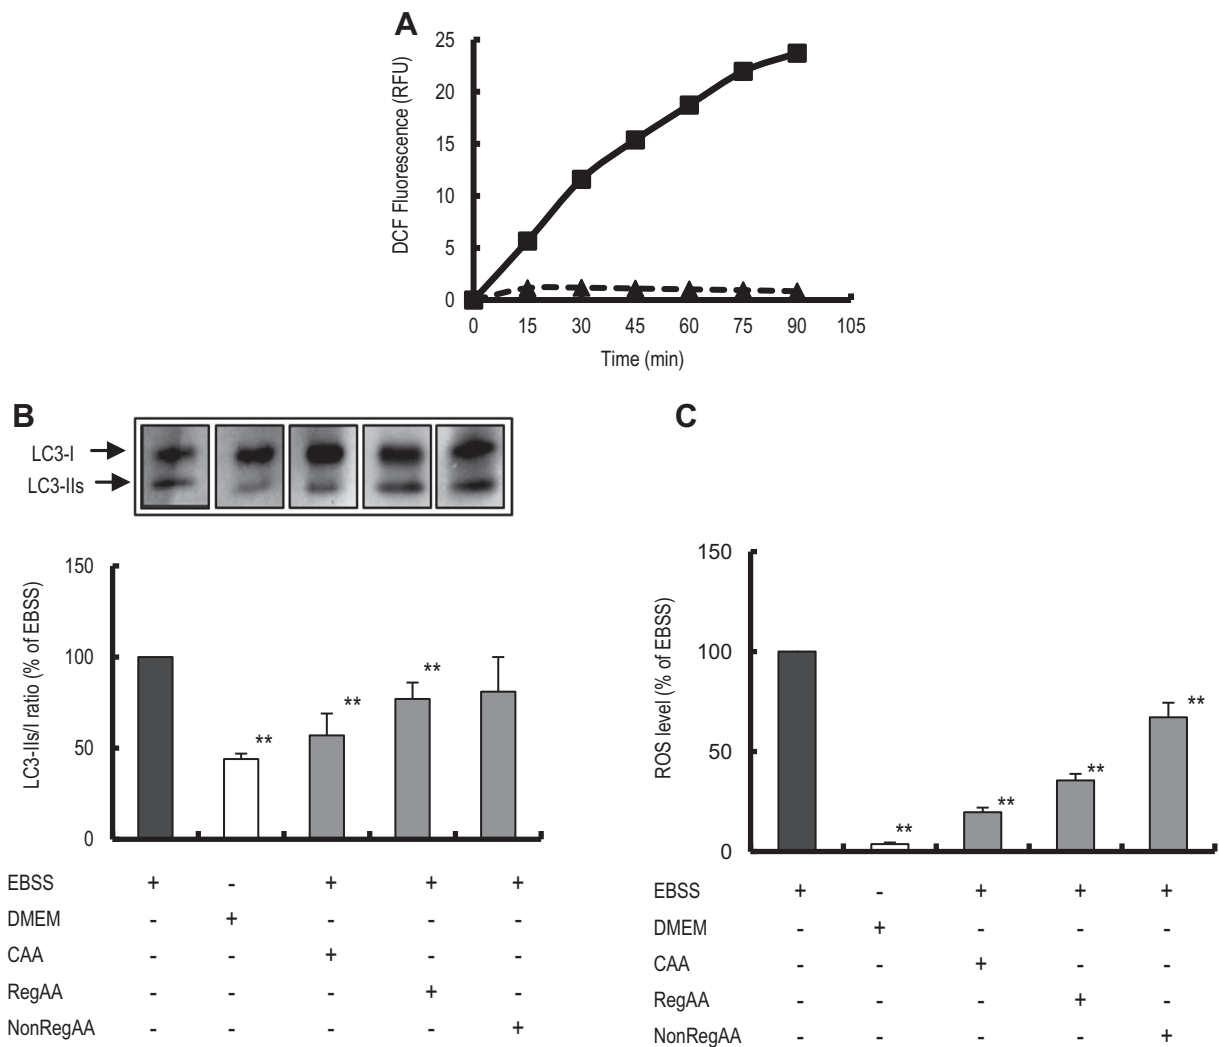 A
DCF Fluorescence (RFU)
25
20
15
10
5
0
0 15 30 45 60 75 90 105
Time (min)
B
LC3-I
LC3-IIs
LC3-IIs/I ratio (% of EBSS)
150
100
50
0
** ** **
EBSS + - + + +
DMEM - + - - -
CAA - - + - -
RegAA - - - + -
NonRegAA - - - - +
C
ROS level (% of EBSS)
150
100
50
0
** ** ** **
EBSS + - + + +
DMEM - + - - -
CAA - - + - -
RegAA - - - + -
NonRegAA - - - - +